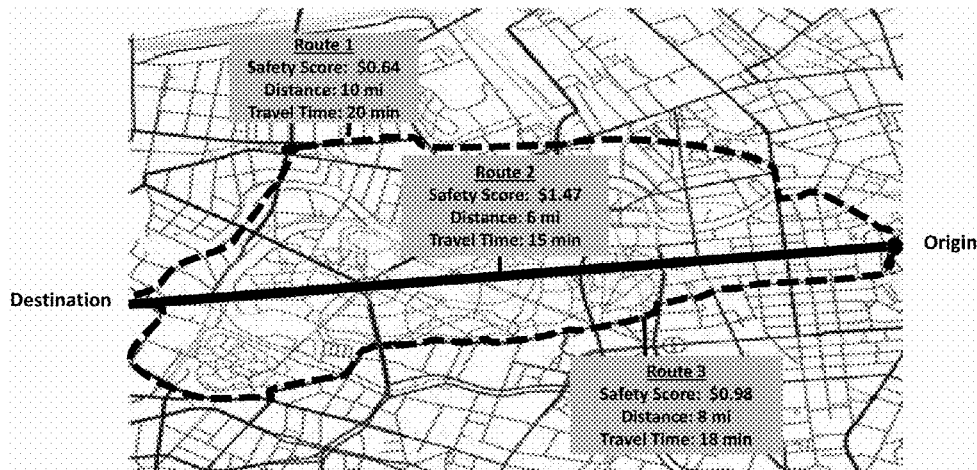 Route 1
Safety Score: $0.64
Distance: 10 mi
Travel Time: 20 min
Route 2
Safety Score: $1.47
Distance: 6 mi
Travel Time: 15 min
Origin
Destination
Route 3
Safety Score: $0.98
Distance: 8 mi
Travel Time: 18 min